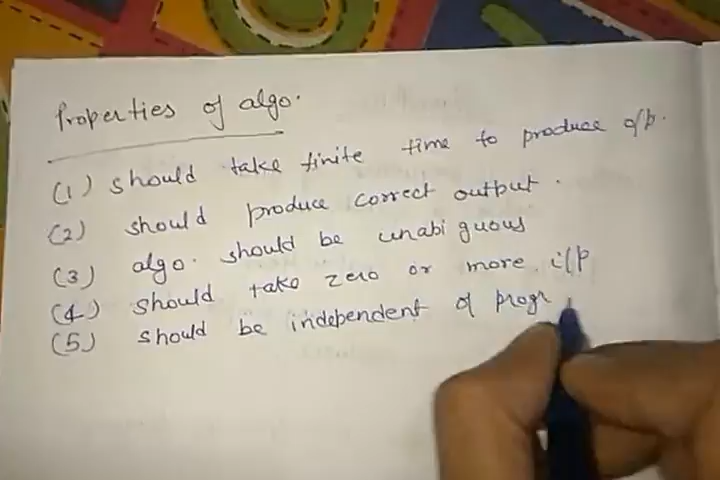 Properties of algo.
(1) should take finite time to produce o/p.
(2) should produce correct output.
(3) algo. should be unabiguous
(4) should take zero or more i/p
(5) should be independent of progr